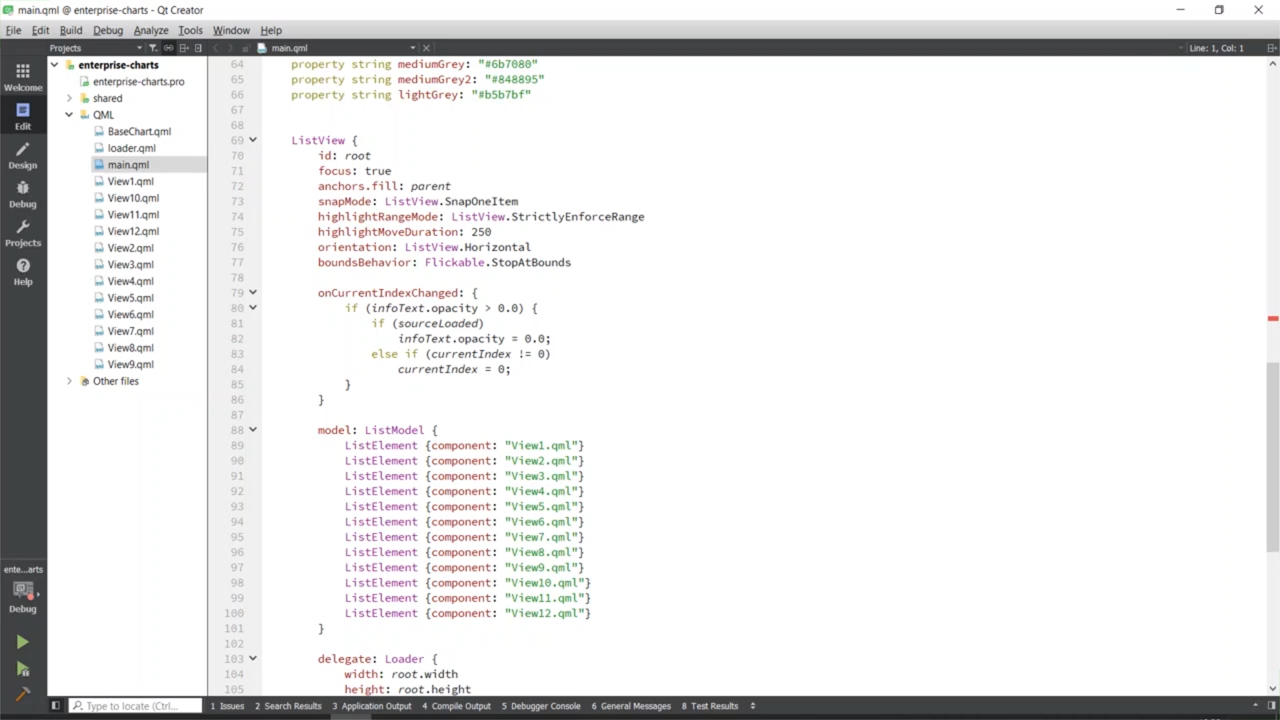 main.qml @ enterprise-charts - Qt Creator
File Edit Build Debug Analyze Tools Window Help
Projects main.qml Line: 1, Col: 1
Welcome
Edit
Design
Debug
Projects
Help
ente...arts
Debug
enterprise-charts
enterprise-charts.pro
shared
QML
BaseChart.qml
loader.qml
main.qml
View1.qml
View10.qml
View11.qml
View12.qml
View2.qml
View3.qml
View4.qml
View5.qml
View6.qml
View7.qml
View8.qml
View9.qml
Other files
64 property string mediumGrey: "#6b7080"
65 property string mediumGrey2: "#848895"
66 property string lightGrey: "#b5b7bf"
67
68
69 ListView {
70 id: root
71 focus: true
72 anchors.fill: parent
73 snapMode: ListView.SnapOneItem
74 highlightRangeMode: ListView.StrictlyEnforceRange
75 highlightMoveDuration: 250
76 orientation: ListView.Horizontal
77 boundsBehavior: Flickable.StopAtBounds
78
79 onCurrentIndexChanged: {
80 if (infoText.opacity > 0.0) {
81 if (sourceLoaded)
82 infoText.opacity = 0.0;
83 else if (currentIndex != 0)
84 currentIndex = 0;
85 }
86 }
87
88 model: ListModel {
89 ListElement {component: "View1.qml"}
90 ListElement {component: "View2.qml"}
91 ListElement {component: "View3.qml"}
92 ListElement {component: "View4.qml"}
93 ListElement {component: "View5.qml"}
94 ListElement {component: "View6.qml"}
95 ListElement {component: "View7.qml"}
96 ListElement {component: "View8.qml"}
97 ListElement {component: "View9.qml"}
98 ListElement {component: "View10.qml"}
99 ListElement {component: "View11.qml"}
100 ListElement {component: "View12.qml"}
101 }
102
103 delegate: Loader {
104 width: root.width
105 height: root.height
Type to locate (Ctrl... 1 Issues 2 Search Results 3 Application Output 4 Compile Output 5 Debugger Console 6 General Messages 8 Test Results